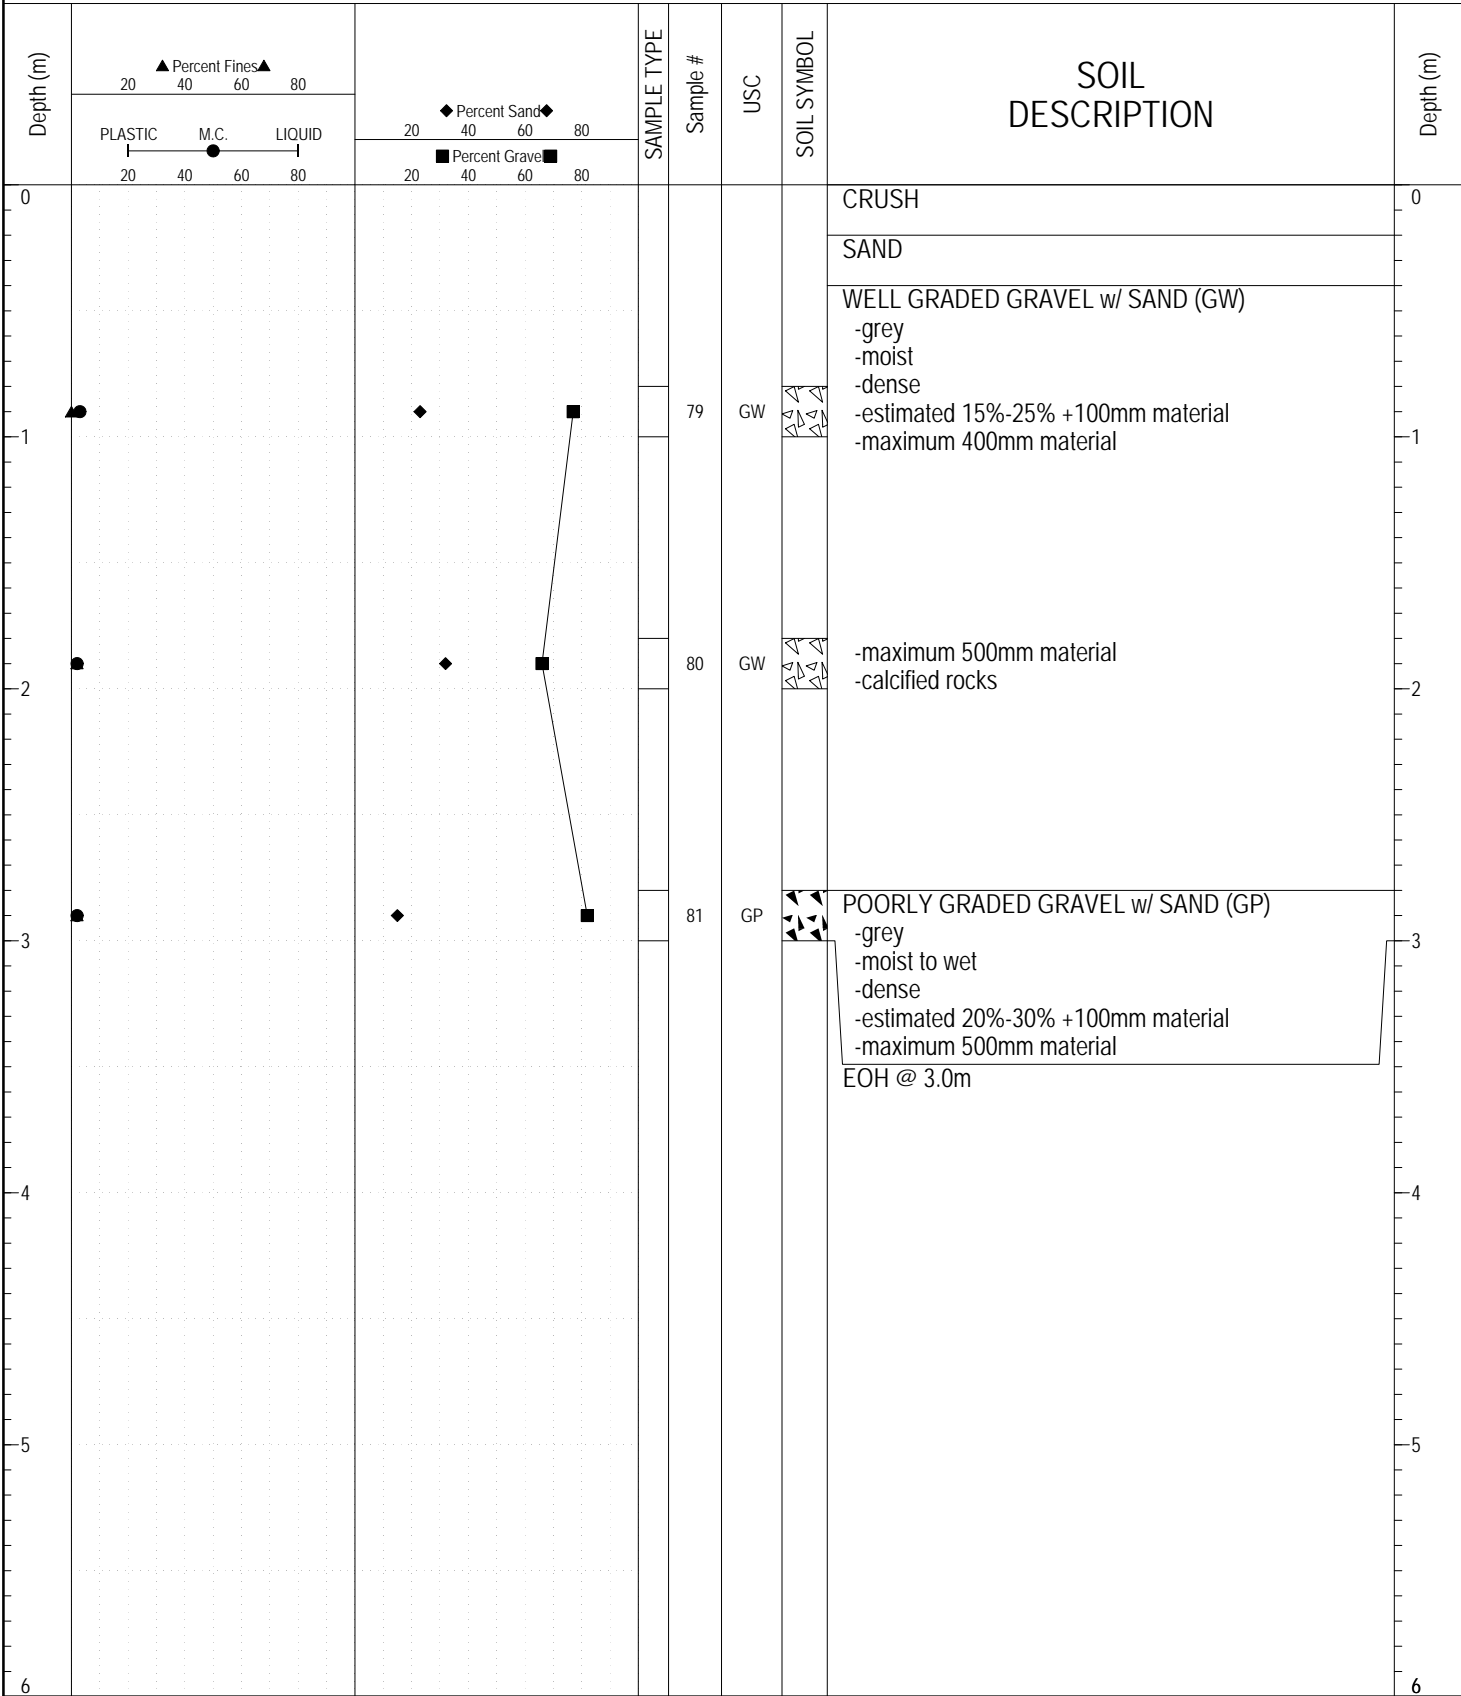 Depth (m)
▲ Percent Fines▲
20 40 60 80
PLASTIC M.C. LIQUID
20 40 60 80
◆ Percent Sand◆
20 40 60 80
■ Percent Gravel■
20 40 60 80
SAMPLE TYPE
Sample #
USC
SOIL SYMBOL
SOIL
DESCRIPTION
Depth (m)
0 CRUSH 0
SAND
WELL GRADED GRAVEL w/ SAND (GW)
-grey
-moist
-dense
79 GW -estimated 15%-25% +100mm material
1 -maximum 400mm material 1
-maximum 500mm material
80 GW
2 -calcified rocks 2
81 GP POORLY GRADED GRAVEL w/ SAND (GP)
3 -grey 3
-moist to wet
-dense
-estimated 20%-30% +100mm material
-maximum 500mm material
EOH @ 3.0m
4 4
5 5
6 6